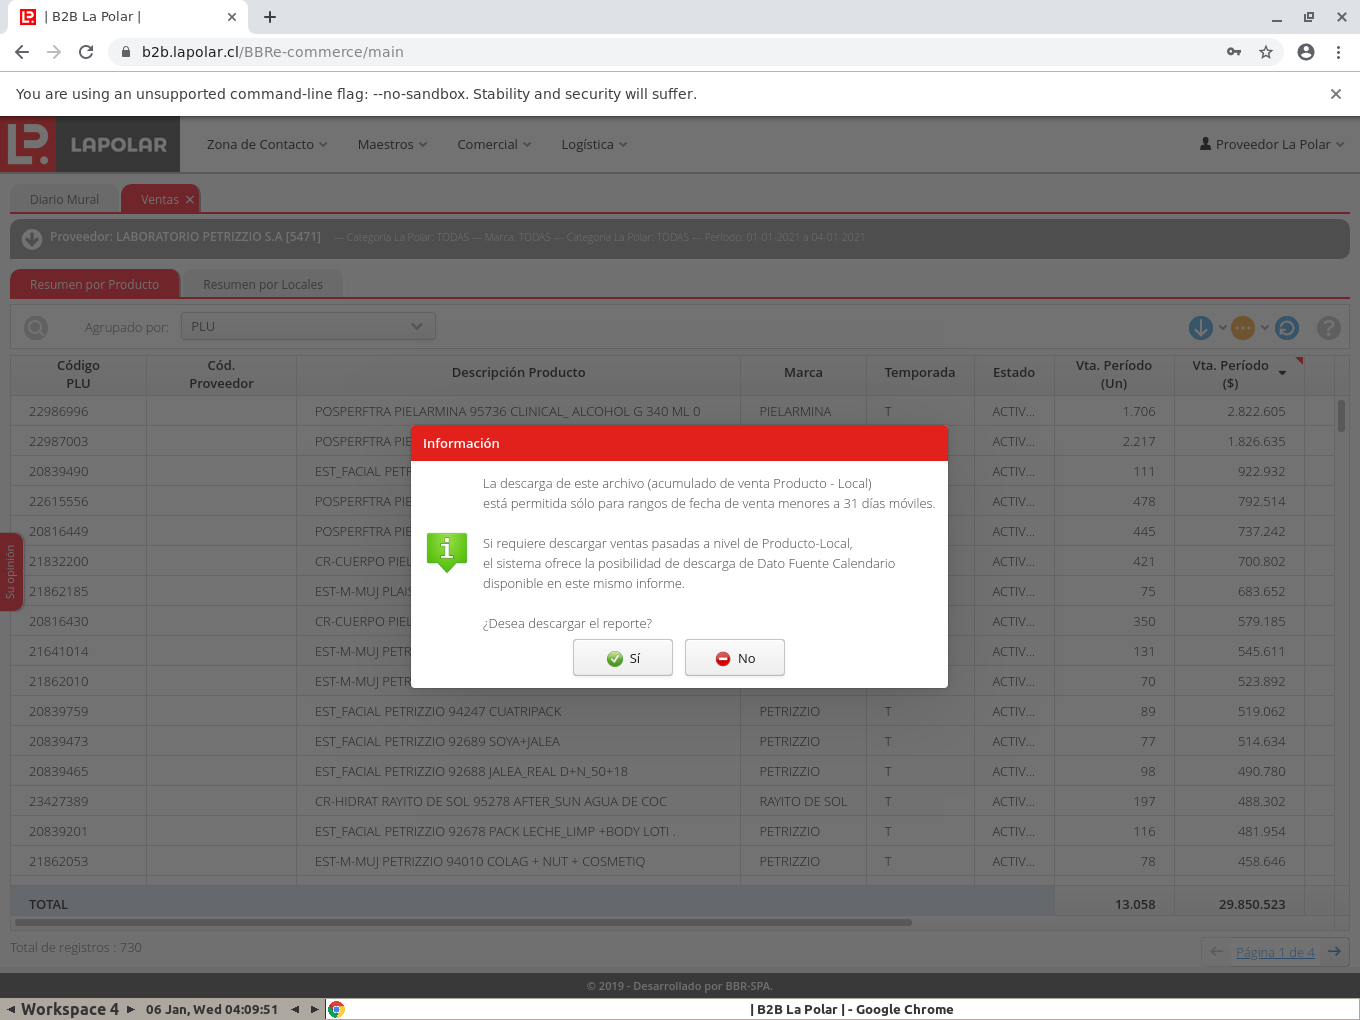 | B2B La Polar |
b2b.lapolar.cl/BBRe-commerce/main
You are using an unsupported command-line flag: --no-sandbox. Stability and security will suffer.
LAPOLAR
Zona de Contacto
Maestros
Comercial
Logística
Proveedor La Polar
Diario Mural
Ventas
Proveedor: LABORATORIO PETRIZZIO S.A [5471] --- Categoría La Polar: TODAS --- Marca: TODAS --- Categoría La Polar: TODAS --- Período: 01-01-2021 a 04-01-2021
Resumen por Producto
Resumen por Locales
Agrupado por: PLU
Código PLU Cód. Proveedor Descripción Producto Marca Temporada Estado Vta. Período (Un) Vta. Período ($)
22986996 POSPERFTRA PIELARMINA 95736 CLINICAL_ ALCOHOL G 340 ML 0 PIELARMINA T ACTIV... 1.706 2.822.605
22987003 POSPERFTRA PIE ACTIV... 2.217 1.826.635
20839490 EST_FACIAL PETR ACTIV... 111 922.932
22615556 POSPERFTRA PIE ACTIV... 478 792.514
20816449 POSPERFTRA PIE ACTIV... 445 737.242
21832200 CR-CUERPO PIEL ACTIV... 421 700.802
21862185 EST-M-MUJ PLAIS ACTIV... 75 683.652
20816430 CR-CUERPO PIEL ACTIV... 350 579.185
21641014 EST-M-MUJ PETR ACTIV... 131 545.611
21862010 EST-M-MUJ PETR ACTIV... 70 523.892
20839759 EST_FACIAL PETRIZZIO 94247 CUATRIPACK PETRIZZIO T ACTIV... 89 519.062
20839473 EST_FACIAL PETRIZZIO 92689 SOYA+JALEA PETRIZZIO T ACTIV... 77 514.634
20839465 EST_FACIAL PETRIZZIO 92688 JALEA_REAL D+N_50+18 PETRIZZIO T ACTIV... 98 490.780
23427389 CR-HIDRAT RAYITO DE SOL 95278 AFTER_SUN AGUA DE COC RAYITO DE SOL T ACTIV... 197 488.302
20839201 EST_FACIAL PETRIZZIO 92678 PACK LECHE_LIMP +BODY LOTI . PETRIZZIO T ACTIV... 116 481.954
21862053 EST-M-MUJ PETRIZZIO 94010 COLAG + NUT + COSMETIQ PETRIZZIO T ACTIV... 78 458.646
TOTAL 13.058 29.850.523
Total de registros : 730
Página 1 de 4
Su opinión
Información
La descarga de este archivo (acumulado de venta Producto - Local)
está permitida sólo para rangos de fecha de venta menores a 31 días móviles.
Si requiere descargar ventas pasadas a nivel de Producto-Local,
el sistema ofrece la posibilidad de descarga de Dato Fuente Calendario
disponible en este mismo informe.
¿Desea descargar el reporte?
Sí
No
© 2019 - Desarrollado por BBR-SPA.
Workspace 4
06 Jan, Wed 04:09:51
| B2B La Polar | - Google Chrome